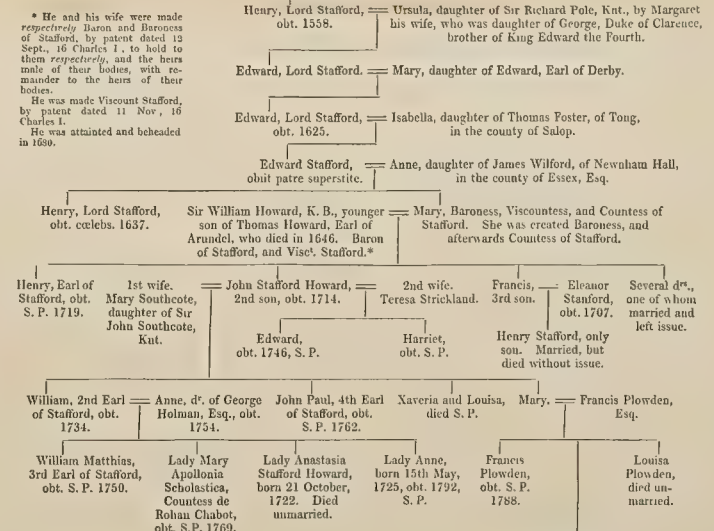 * He and his wife were made
respectively Baron and Baroness
of Stafford, by patent dated 12
Sept., 16 Charles I, to hold to
them respectively, and the heirs
male of their bodies, with re-
mainder to the heirs of their
bodies.
He was made Viscount Stafford,
by patent dated 11 Nov, 16
Charles I.
He was attainted and beheaded
in 1680.
Henry, Lord Stafford,
obt. 1558.
Ursula, daughter of Sir Richard Pole, Knt., by Margaret
his wife, who was daughter of George, Duke of Clarence,
brother of King Edward the Fourth.
Edward, Lord Stafford.
Mary, daughter of Edward, Earl of Derby.
Edward, Lord Stafford,
obt. 1625.
Isabella, daughter of Thomas Foster, of Tong,
in the county of Salop.
Edward Stafford,
obiit patre superstite.
Anne, daughter of James Wilford, of Newnham Hall,
in the county of Essex, Esq.
Henry, Lord Stafford,
obt. cœlebs. 1637.
Sir William Howard, K. B., younger
son of Thomas Howard, Earl of
Arundel, who died in 1646. Baron
of Stafford, and Visct. Stafford.*
Mary, Baroness, Viscountess, and Countess of
Stafford. She was created Baroness, and
afterwards Countess of Stafford.
Henry, Earl of
Stafford, obt.
S. P. 1719.
1st wife.
Mary Southcote,
daughter of Sir
John Southcote,
Knt.
John Stafford Howard,
2nd son, obt. 1714.
2nd wife.
Teresa Strickland.
Francis,
3rd son.
Eleanor
Stanford,
obt. 1707.
Several drs.,
one of whom
married and
left issue.
Edward,
obt. 1746, S. P.
Harriet,
obt. S. P.
Henry Stafford, only
son. Married, but
died without issue.
William, 2nd Earl
of Stafford, obt.
1734.
Anne, dr. of George
Holman, Esq., obt.
1754.
John Paul, 4th Earl
of Stafford, obt.
S. P. 1762.
Xaveria and Louisa,
died S. P.
Mary.
Francis Plowden,
Esq.
William Matthias,
3rd Earl of Stafford,
obt. S. P. 1750.
Lady Mary
Apollonia
Scholastica,
Countess de
Rohan Chabot,
obt. S. P. 1769.
Lady Anastasia
Stafford Howard,
born 21 October,
1722. Died
unmarried.
Lady Anne,
born 15th May,
1725, obt. 1792,
S. P.
Francis
Plowden,
obt. S. P.
1788.
Louisa
Plowden,
died un-
married.